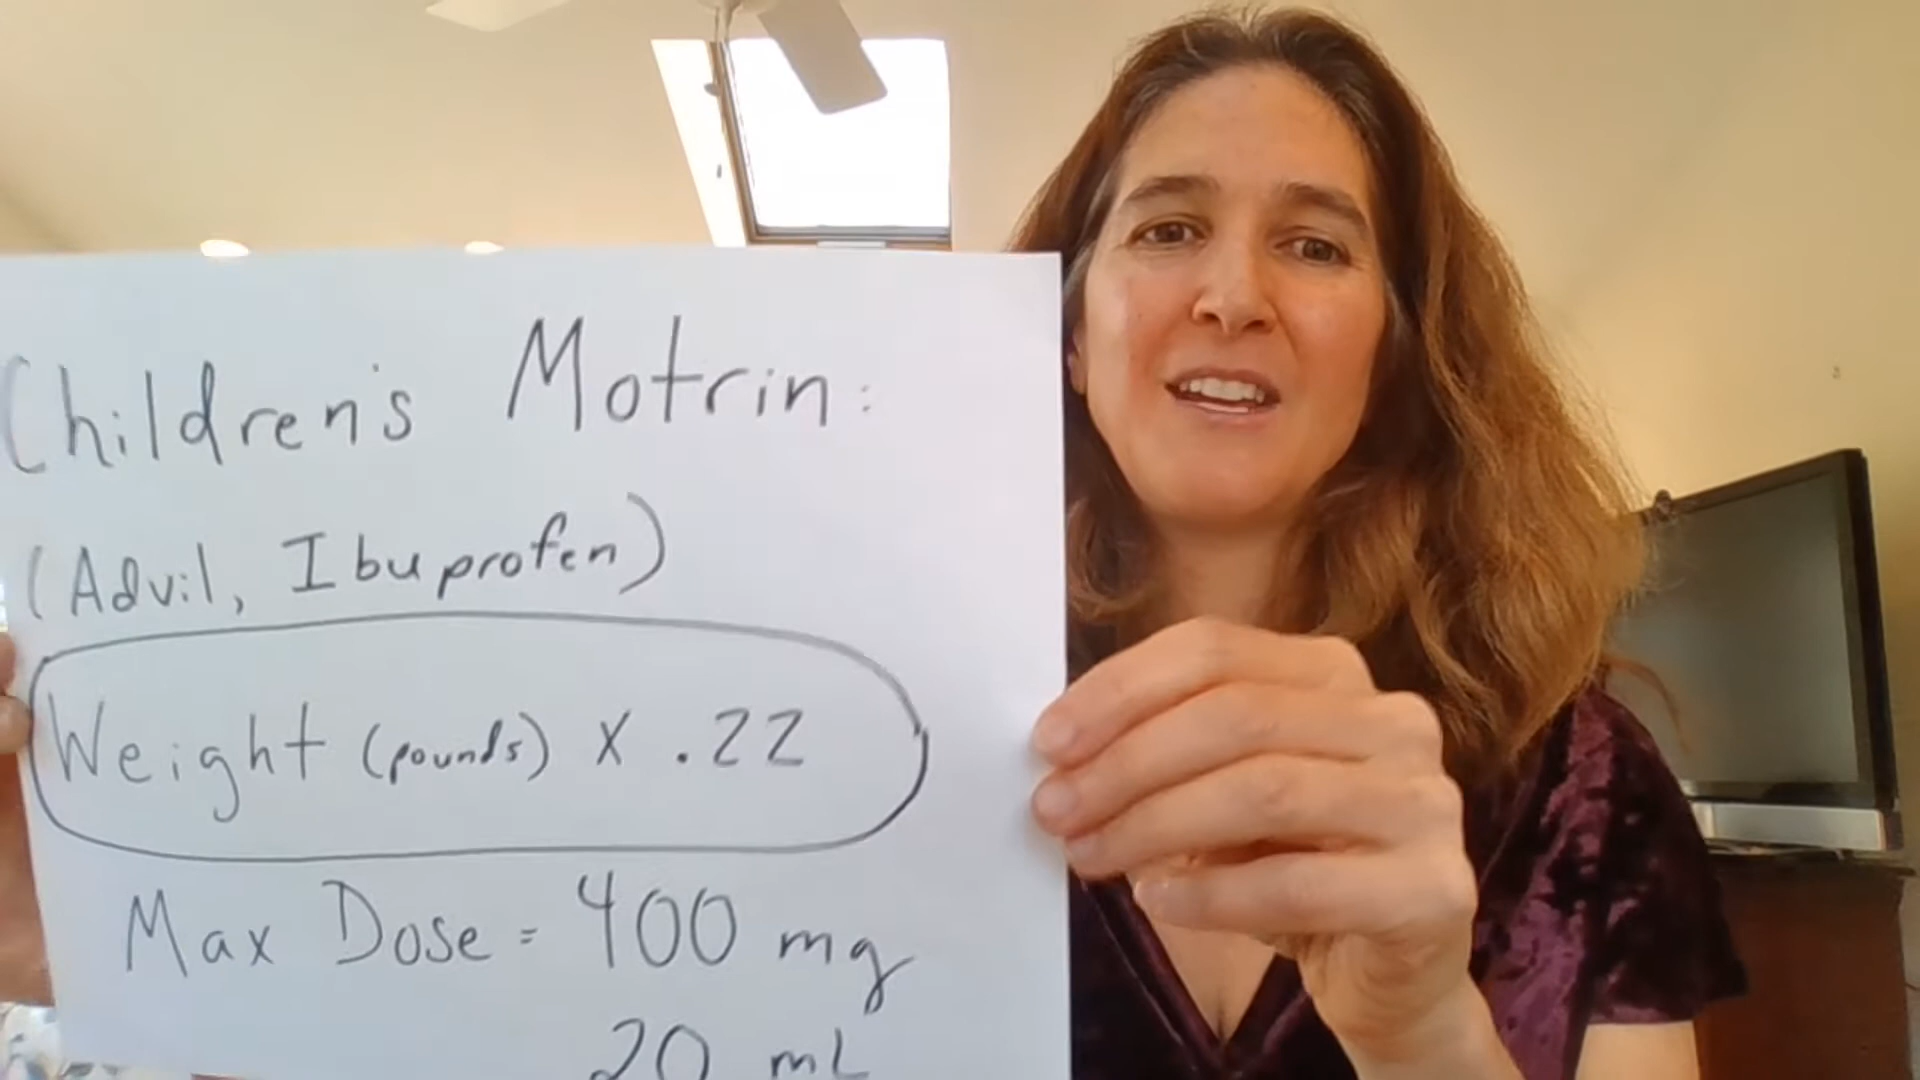 Children's Motrin:
(Advil, Ibuprofen)
Weight (pounds) x .22
Max Dose = 400 mg
20 mL